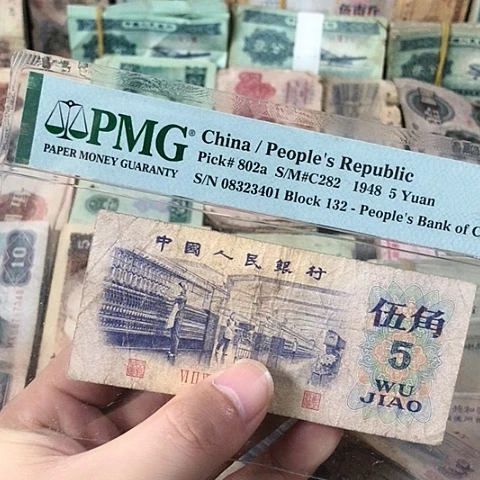 PMG®
PAPER MONEY GUARANTY
China / People's Republic
Pick# 802a S/M#C282 1948 5 Yuan
S/N 08323401 Block 132 - People's Bank of C
中國人民銀行
伍角
5
WU
JIAO
10